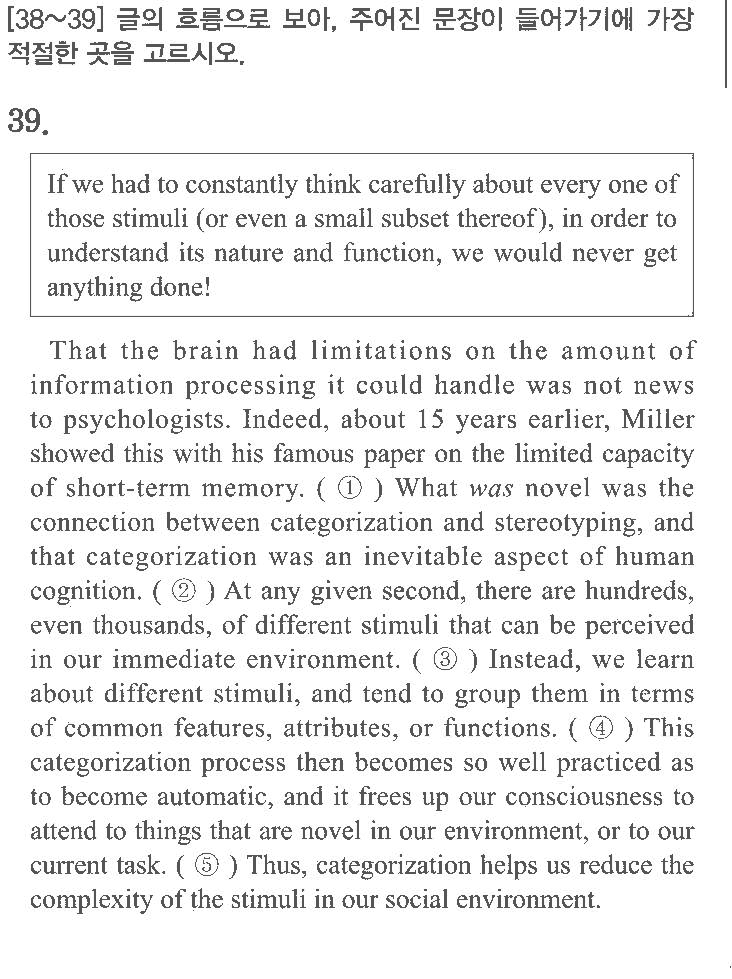 [38～39] 글의 흐름으로 보아, 주어진 문장이 들어가기에 가장
적절한 곳을 고르시오.
39.
If we had to constantly think carefully about every one of
those stimuli (or even a small subset thereof), in order to
understand its nature and function, we would never get
anything done!
That the brain had limitations on the amount of
information processing it could handle was not news
to psychologists. Indeed, about 15 years earlier, Miller
showed this with his famous paper on the limited capacity
of short-term memory. ( ① ) What was novel was the
connection between categorization and stereotyping, and
that categorization was an inevitable aspect of human
cognition. ( ② ) At any given second, there are hundreds,
even thousands, of different stimuli that can be perceived
in our immediate environment. ( ③ ) Instead, we learn
about different stimuli, and tend to group them in terms
of common features, attributes, or functions. ( ④ ) This
categorization process then becomes so well practiced as
to become automatic, and it frees up our consciousness to
attend to things that are novel in our environment, or to our
current task. ( ⑤ ) Thus, categorization helps us reduce the
complexity of the stimuli in our social environment.